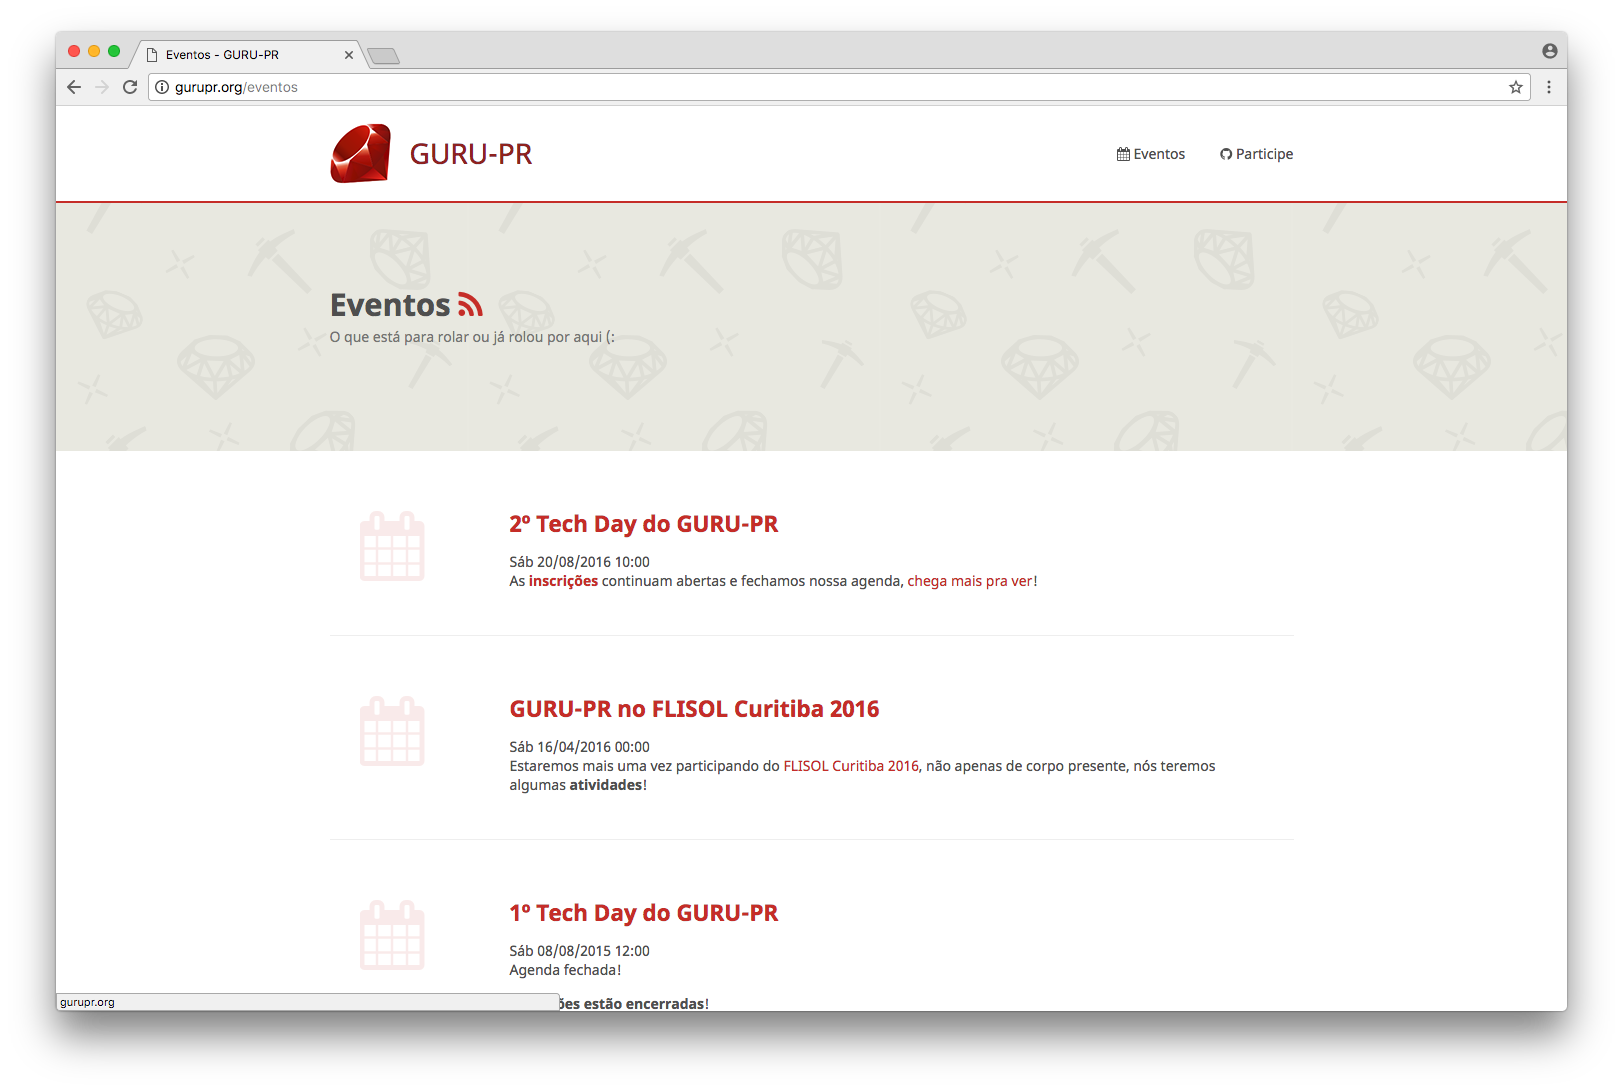 Eventos - GURU-PR
gurupr.org/eventos
GURU-PR
Eventos
Participe
Eventos
O que está para rolar ou já rolou por aqui (:
2º Tech Day do GURU-PR
Sáb 20/08/2016 10:00
As inscrições continuam abertas e fechamos nossa agenda, chega mais pra ver!
GURU-PR no FLISOL Curitiba 2016
Sáb 16/04/2016 00:00
Estaremos mais uma vez participando do FLISOL Curitiba 2016, não apenas de corpo presente, nós teremos
algumas atividades!
1º Tech Day do GURU-PR
Sáb 08/08/2015 12:00
Agenda fechada!
estão encerradas!
gurupr.org